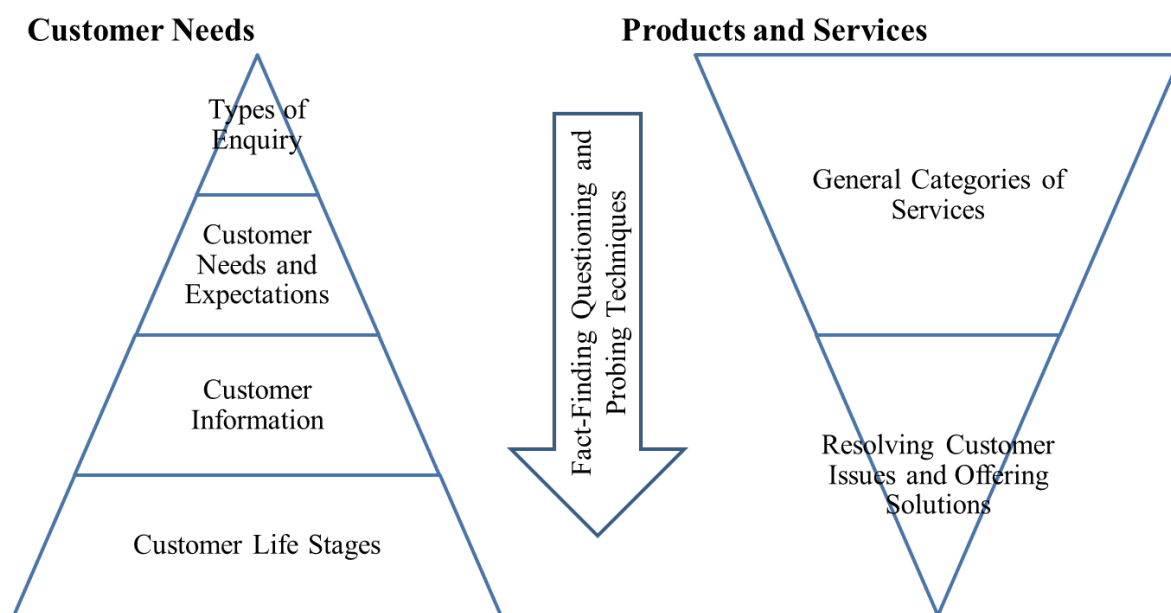 Customer Needs
Types of
Enquiry
Customer
Needs and
Expectations
Customer
Information
Customer Life Stages
Fact-Finding Questioning and
Probing Techniques
Products and Services
General Categories of
Services
Resolving Customer
Issues and Offering
Solutions